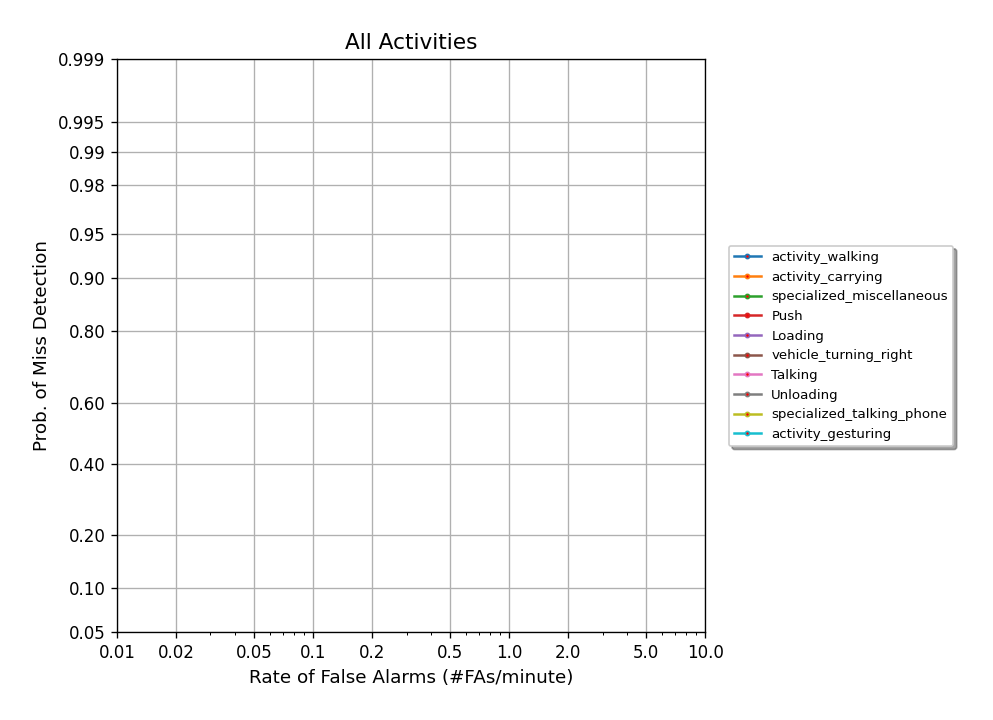 All Activities
0.999
0.995
0.99
0.98
0.95
0.90
0.80
0.60
0.40
0.20
0.10
0.05
Prob. of Miss Detection
0.01 0.02 0.05 0.1 0.2 0.5 1.0 2.0 5.0 10.0
Rate of False Alarms (#FAs/minute)
activity_walking
activity_carrying
specialized_miscellaneous
Push
Loading
vehicle_turning_right
Talking
Unloading
specialized_talking_phone
activity_gesturing